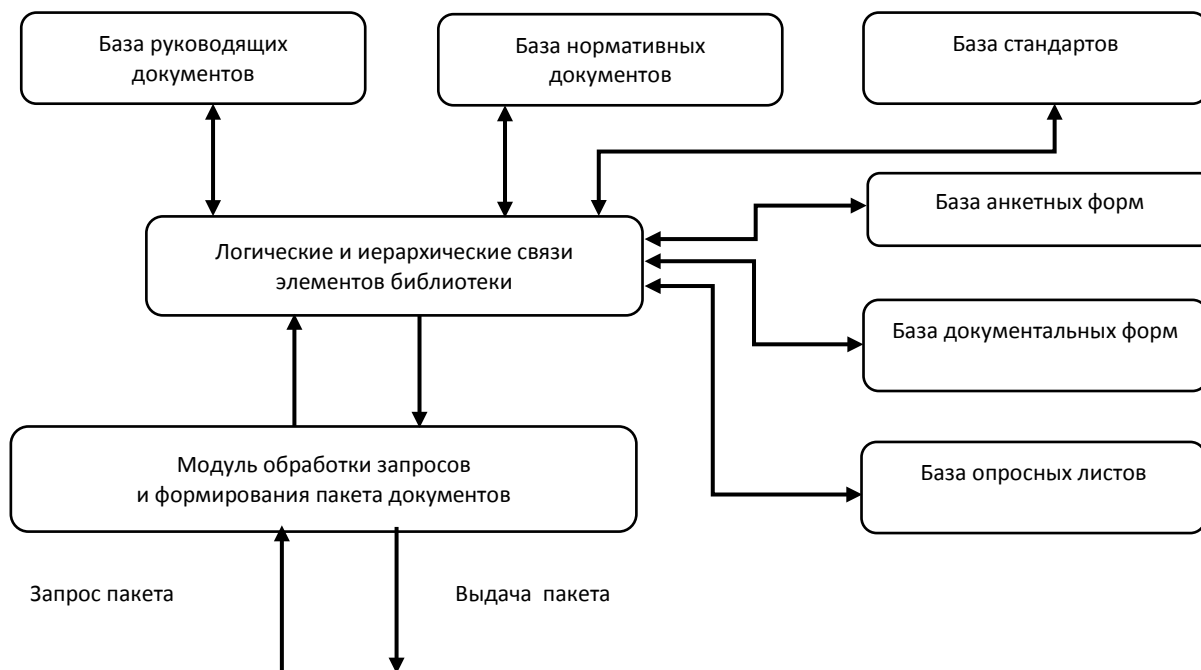 База руководящих
документов
База нормативных
документов
База стандартов
База анкетных форм
Логические и иерархические связи
элементов библиотеки
База документальных форм
Модуль обработки запросов
и формирования пакета документов
База опросных листов
Запрос пакета
Выдача пакета